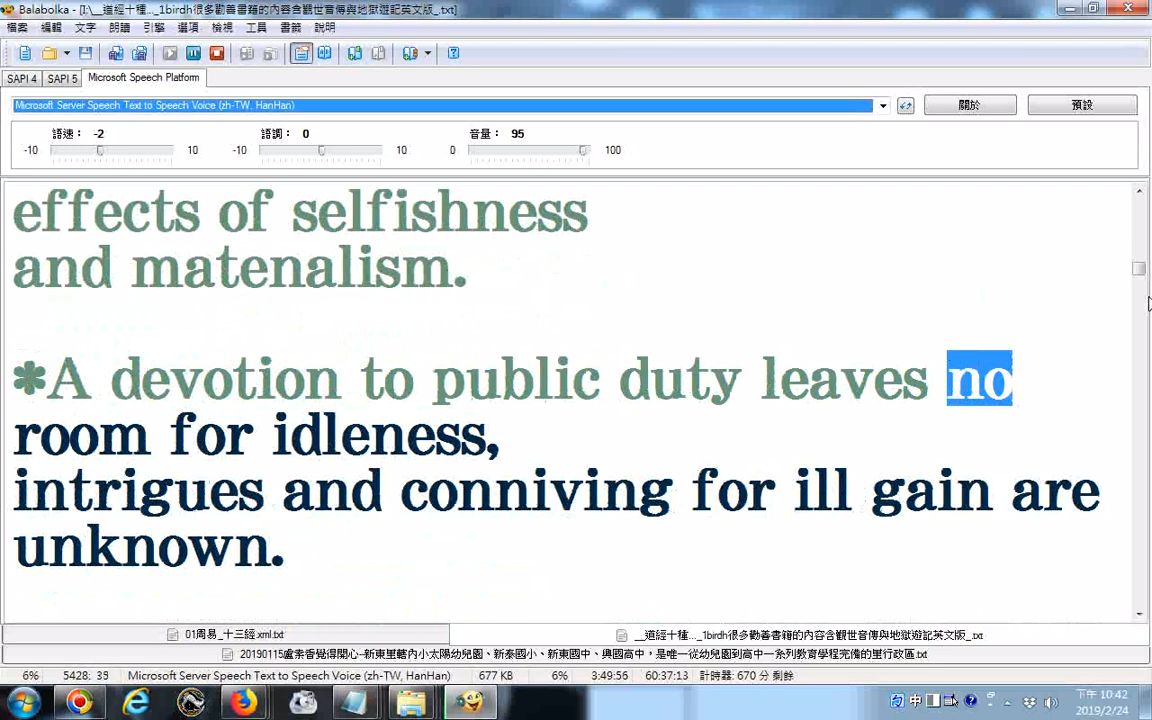 Balabolka - [I:\__道經十種..._1birdh很多勸善書籍的內容含觀世音傳與地獄遊記英文版_.txt]
檔案 編輯 文字 朗讀 引擎 選項 檢視 工具 書籤 說明
SAPI 4 SAPI 5 Microsoft Speech Platform
Microsoft Server Speech Text to Speech Voice (zh-TW, HanHan) 關於 預設
語速： -2 語調： 0 音量： 95
-10 10 -10 10 0 100
effects of selfishness
and matenalism.
*A devotion to public duty leaves no
room for idleness,
intrigues and conniving for ill gain are
unknown.
01周易_十三經.xml.txt __道經十種..._1birdh很多勸善書籍的內容含觀世音傳與地獄遊記英文版_.txt
20190115盧素香覺得開心-新東里轄內小太陽幼兒園、新泰國小、新東國中、興國高中，是唯一從幼兒園到高中一系列教育學程完備的里行政區.txt
6% 5428: 39 Microsoft Server Speech Text to Speech Voice (zh-TW, HanHan) 677 KB 6% 3:49:56 60:37:13 計時器: 670 分 剩餘
中 下午 10:42
2019/2/24